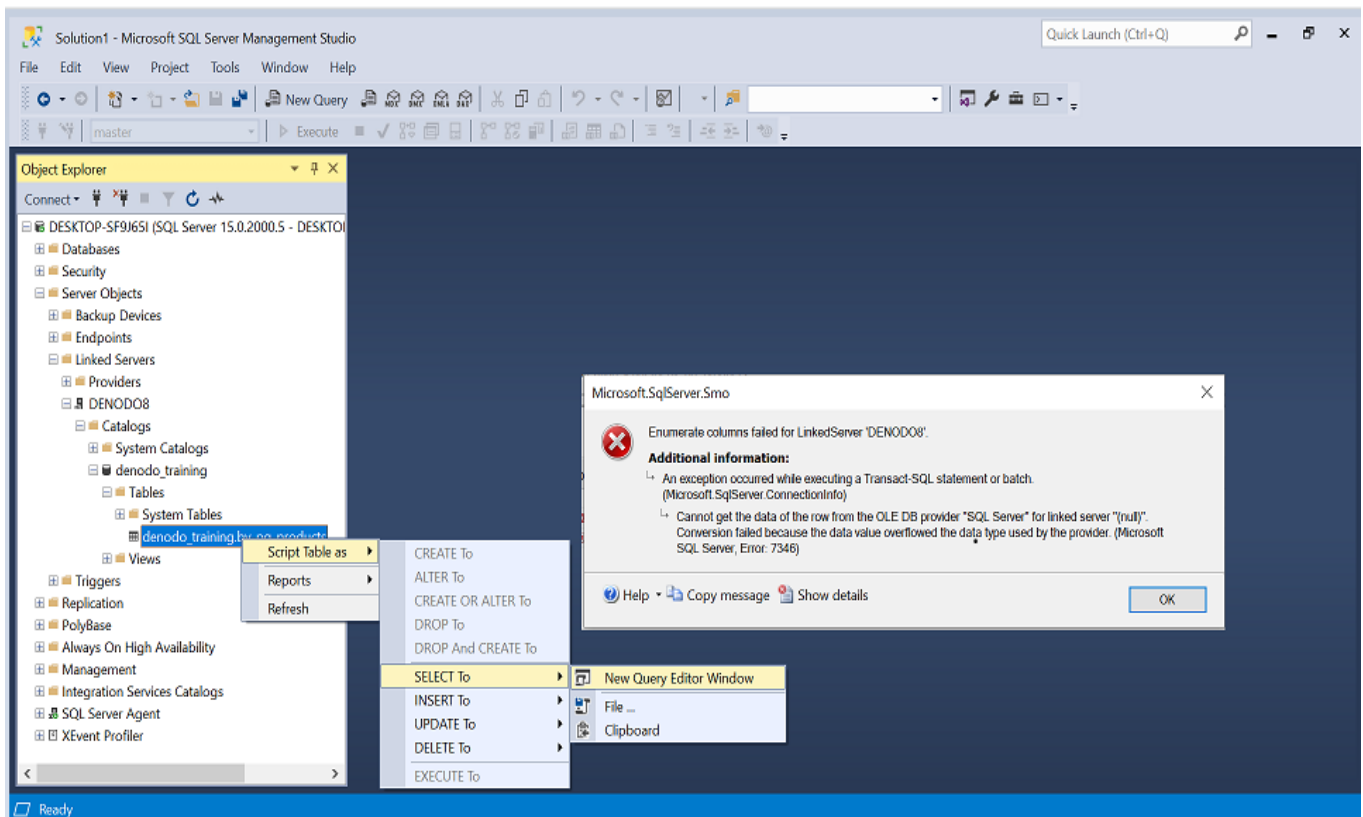 Solution1 - Microsoft SQL Server Management Studio
Quick Launch (Ctrl+Q)
File Edit View Project Tools Window Help
New Query
MDX DMX XMLA DAX
master
Execute
Object Explorer
Connect
DESKTOP-SF9J65I (SQL Server 15.0.2000.5 - DESKTO
Databases
Security
Server Objects
Backup Devices
Endpoints
Linked Servers
Providers
DENODO8
Catalogs
System Catalogs
denodo_training
Tables
System Tables
denodo_training.bv_pg_products
Views
Triggers
Replication
PolyBase
Always On High Availability
Management
Integration Services Catalogs
SQL Server Agent
XEvent Profiler
Script Table as
Reports
Refresh
CREATE To
ALTER To
CREATE OR ALTER To
DROP To
DROP And CREATE To
SELECT To
INSERT To
UPDATE To
DELETE To
EXECUTE To
New Query Editor Window
File ...
Clipboard
Microsoft.SqlServer.Smo
Enumerate columns failed for LinkedServer 'DENODO8'.
Additional information:
An exception occurred while executing a Transact-SQL statement or batch.
(Microsoft.SqlServer.ConnectionInfo)
Cannot get the data of the row from the OLE DB provider "SQL Server" for linked server "(null)".
Conversion failed because the data value overflowed the data type used by the provider. (Microsoft
SQL Server, Error: 7346)
Help Copy message Show details
OK
Ready